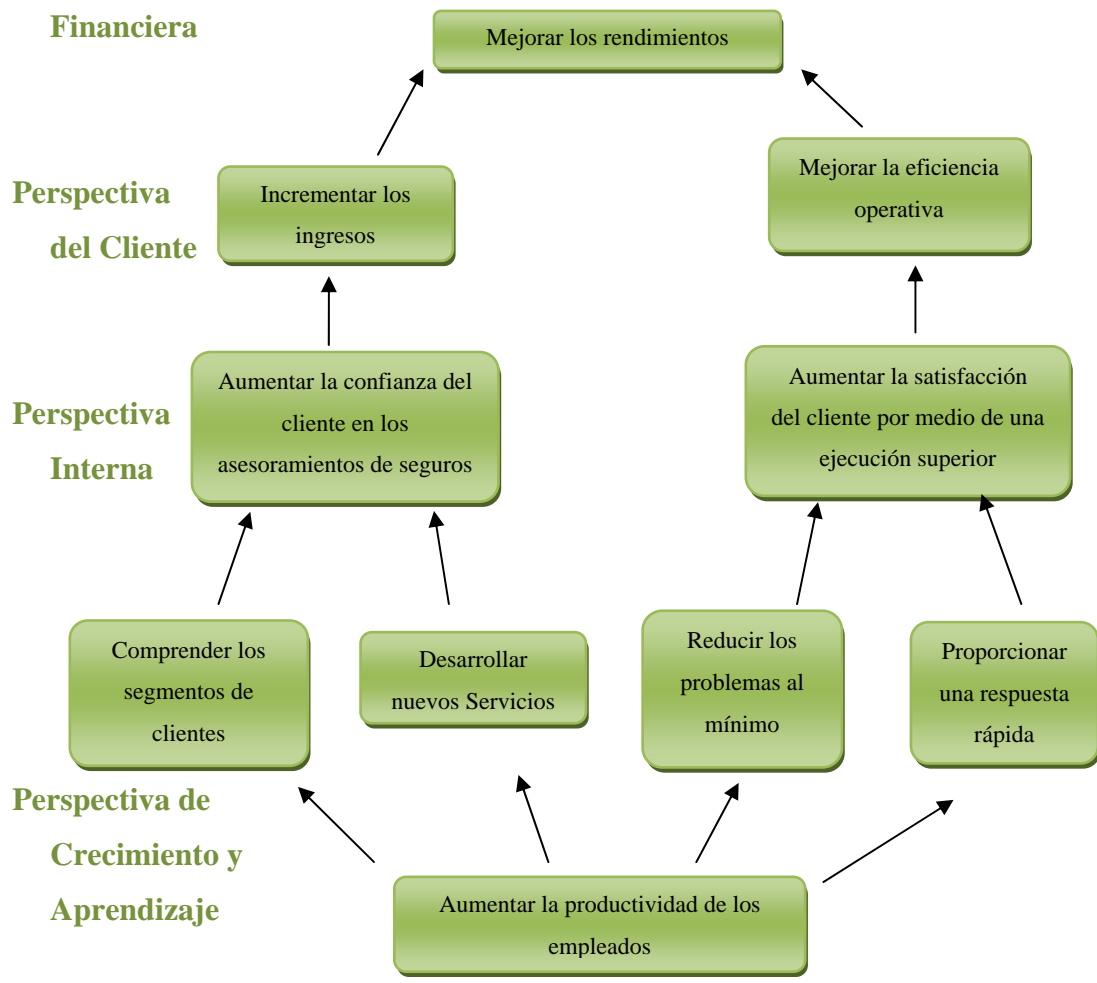 Financiera
Mejorar los rendimientos
Perspectiva
del Cliente
Incrementar los
ingresos
Mejorar la eficiencia
operativa
Perspectiva
Interna
Aumentar la confianza del
cliente en los
asesoramientos de seguros
Aumentar la satisfacción
del cliente por medio de una
ejecución superior
Comprender los
segmentos de
clientes
Desarrollar
nuevos Servicios
Reducir los
problemas al
mínimo
Proporcionar
una respuesta
rápida
Perspectiva de
Crecimiento y
Aprendizaje
Aumentar la productividad de los
empleados